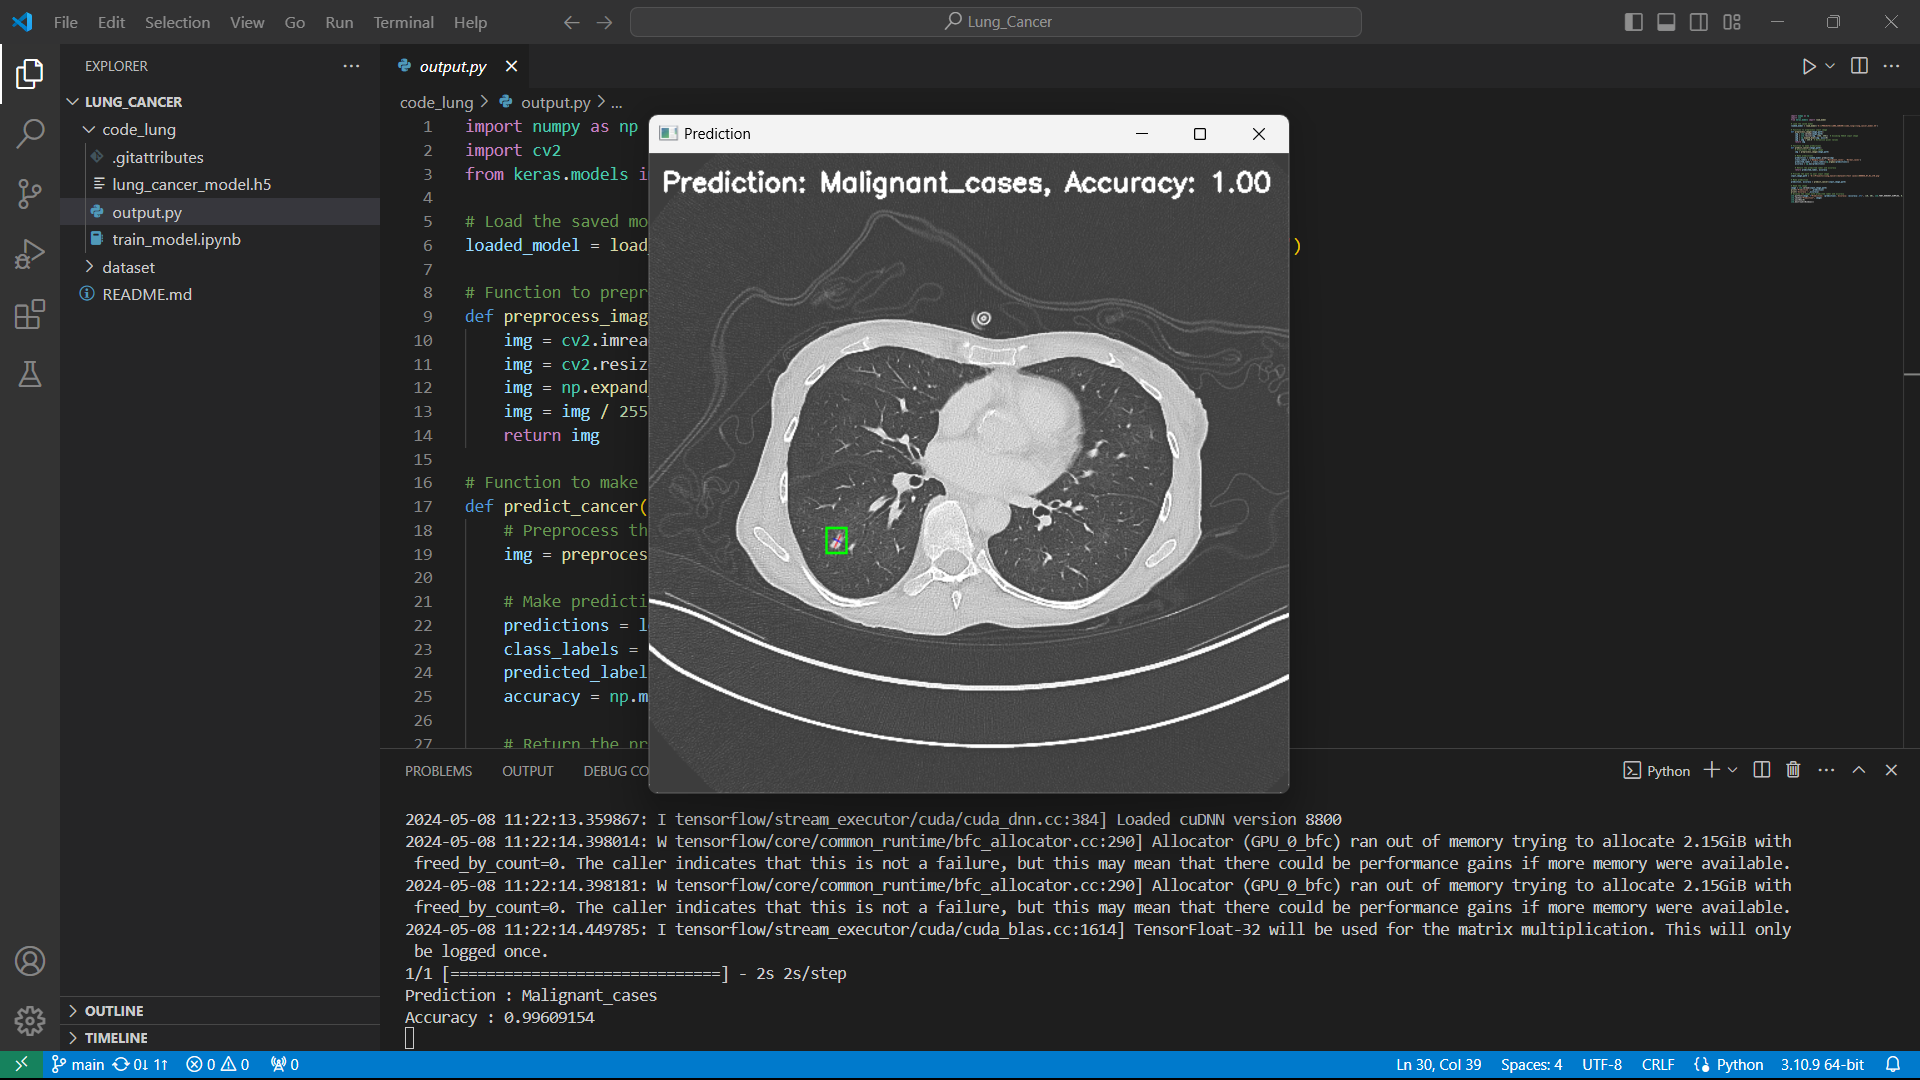 File Edit Selection View Go Run Terminal Help
Lung_Cancer
EXPLORER
LUNG_CANCER
code_lung
.gitattributes
lung_cancer_model.h5
output.py
train_model.ipynb
dataset
README.md
OUTLINE
TIMELINE
output.py
code_lung > output.py > ...
1 import numpy as np
2 import cv2
3 from keras.models i
4
5 # Load the saved mo
6 loaded_model = load_ )
7
8 # Function to prepr
9 def preprocess_imag
10 img = cv2.imrea
11 img = cv2.resiz
12 img = np.expand_
13 img = img / 255
14 return img
15
16 # Function to make
17 def predict_cancer(
18 # Preprocess th
19 img = preproces
20
21 # Make predicti
22 predictions = l
23 class_labels =
24 predicted_label
25 accuracy = np.m
26
27 # Return the pr
Prediction
Prediction: Malignant_cases, Accuracy: 1.00
PROBLEMS OUTPUT DEBUG CO
Python
2024-05-08 11:22:13.359867: I tensorflow/stream_executor/cuda/cuda_dnn.cc:384] Loaded cuDNN version 8800
2024-05-08 11:22:14.398014: W tensorflow/core/common_runtime/bfc_allocator.cc:290] Allocator (GPU_0_bfc) ran out of memory trying to allocate 2.15GiB with
freed_by_count=0. The caller indicates that this is not a failure, but this may mean that there could be performance gains if more memory were available.
2024-05-08 11:22:14.398181: W tensorflow/core/common_runtime/bfc_allocator.cc:290] Allocator (GPU_0_bfc) ran out of memory trying to allocate 2.15GiB with
freed_by_count=0. The caller indicates that this is not a failure, but this may mean that there could be performance gains if more memory were available.
2024-05-08 11:22:14.449785: I tensorflow/stream_executor/cuda/cuda_blas.cc:1614] TensorFloat-32 will be used for the matrix multiplication. This will only
be logged once.
1/1 [==============================] - 2s 2s/step
Prediction : Malignant_cases
Accuracy : 0.99609154
main 0↓ 1↑ 0 0 0
Ln 30, Col 39 Spaces: 4 UTF-8 CRLF Python 3.10.9 64-bit